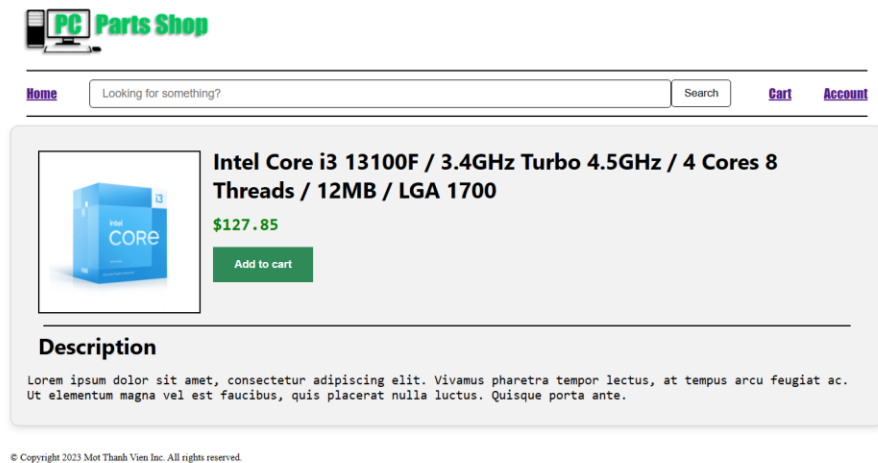 PC Parts Shop
Home
Looking for something?
Search
Cart
Account
Intel Core i3 13100F / 3.4GHz Turbo 4.5GHz / 4 Cores 8
Threads / 12MB / LGA 1700
$127.85
Add to cart
i3
intel
CORE
Description
Lorem ipsum dolor sit amet, consectetur adipiscing elit. Vivamus pharetra tempor lectus, at tempus arcu feugiat ac.
Ut elementum magna vel est faucibus, quis placerat nulla luctus. Quisque porta ante.
© Copyright 2023 Mot Thanh Vien Inc. All rights reserved.